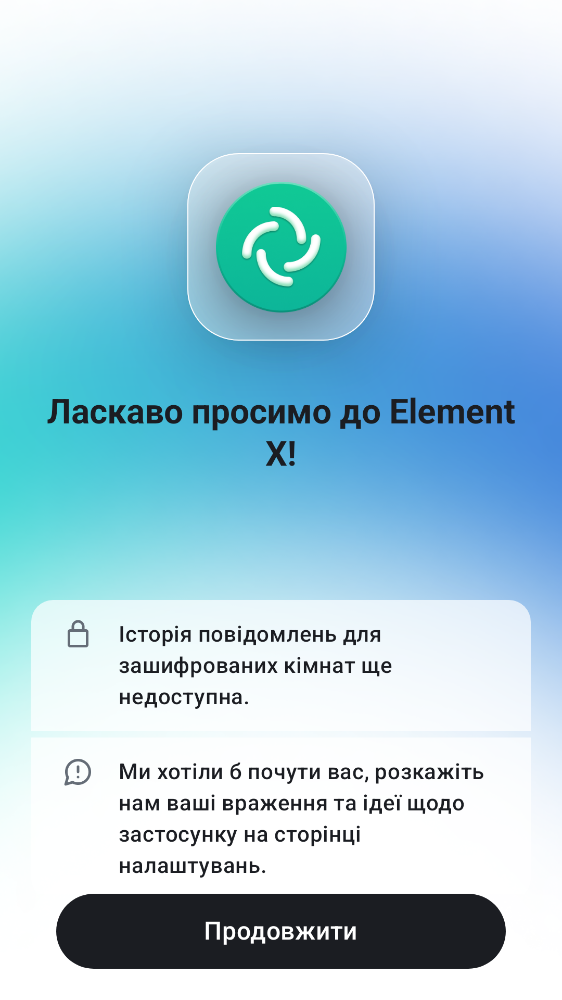 Ласкаво просимо до Element
X!
Історія повідомлень для
зашифрованих кімнат ще
недоступна.
Ми хотіли б почути вас, розкажіть
нам ваші враження та ідеї щодо
застосунку на сторінці
налаштувань.
Продовжити